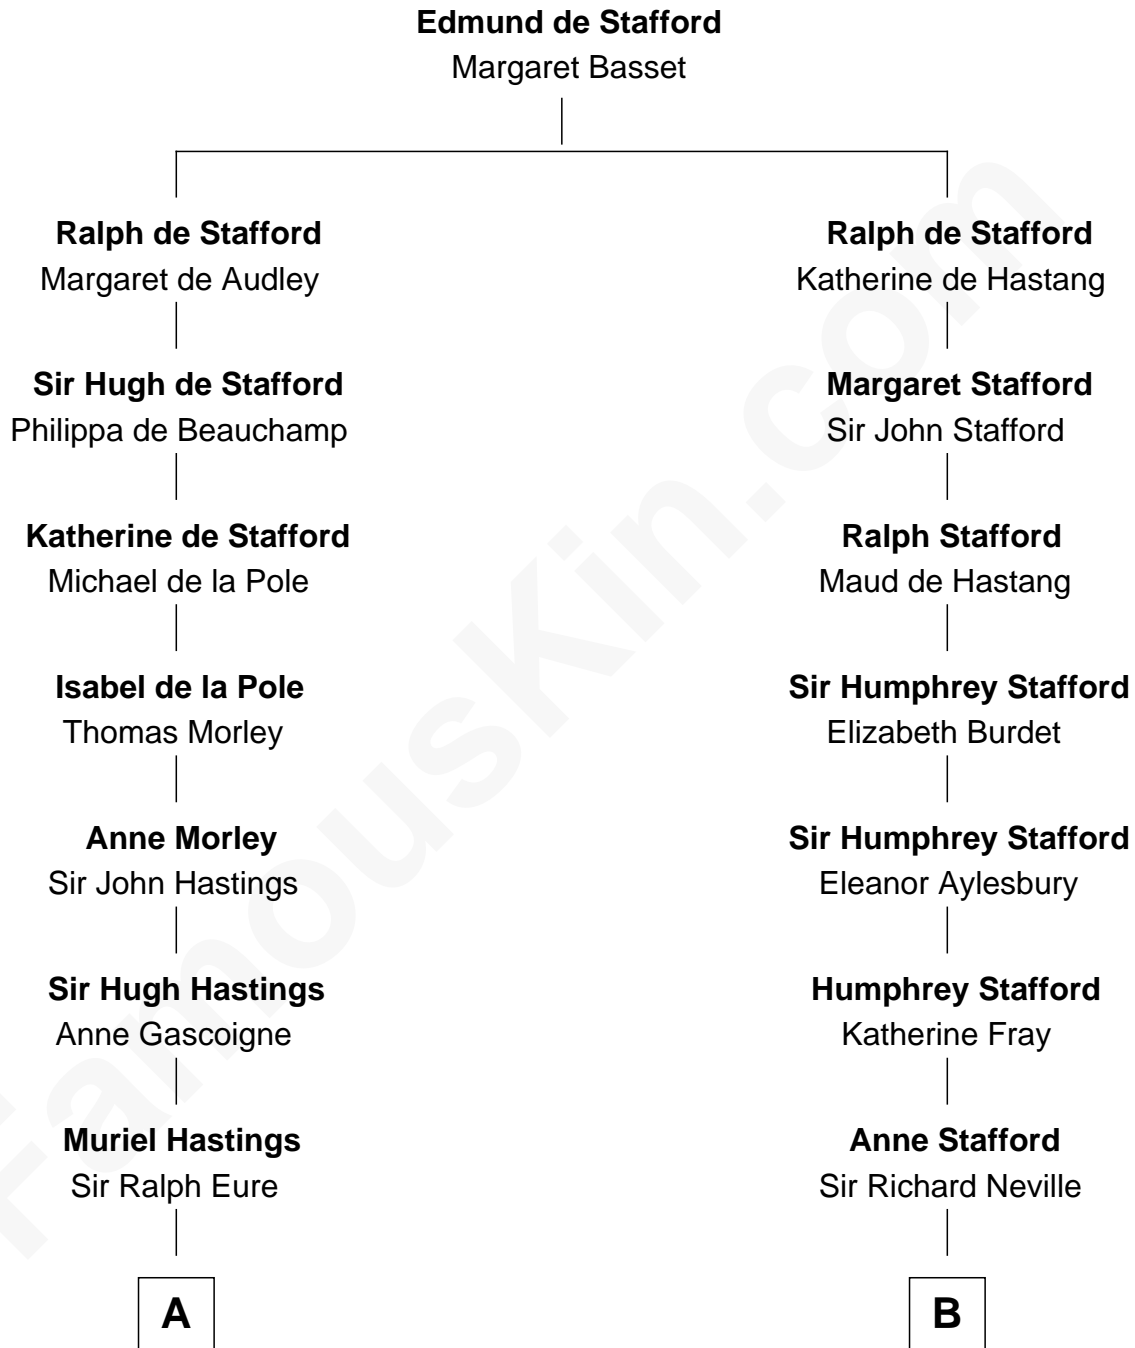 Edmund de Stafford
Margaret Basset
Ralph de Stafford
Margaret de Audley
Sir Hugh de Stafford
Philippa de Beauchamp
Katherine de Stafford
Michael de la Pole
Isabel de la Pole
Thomas Morley
Anne Morley
Sir John Hastings
Sir Hugh Hastings
Anne Gascoigne
Muriel Hastings
Sir Ralph Eure
A
Ralph de Stafford
Katherine de Hastang
Margaret Stafford
Sir John Stafford
Ralph Stafford
Maud de Hastang
Sir Humphrey Stafford
Elizabeth Burdet
Sir Humphrey Stafford
Eleanor Aylesbury
Humphrey Stafford
Katherine Fray
Anne Stafford
Sir Richard Neville
B
FamousKin.com